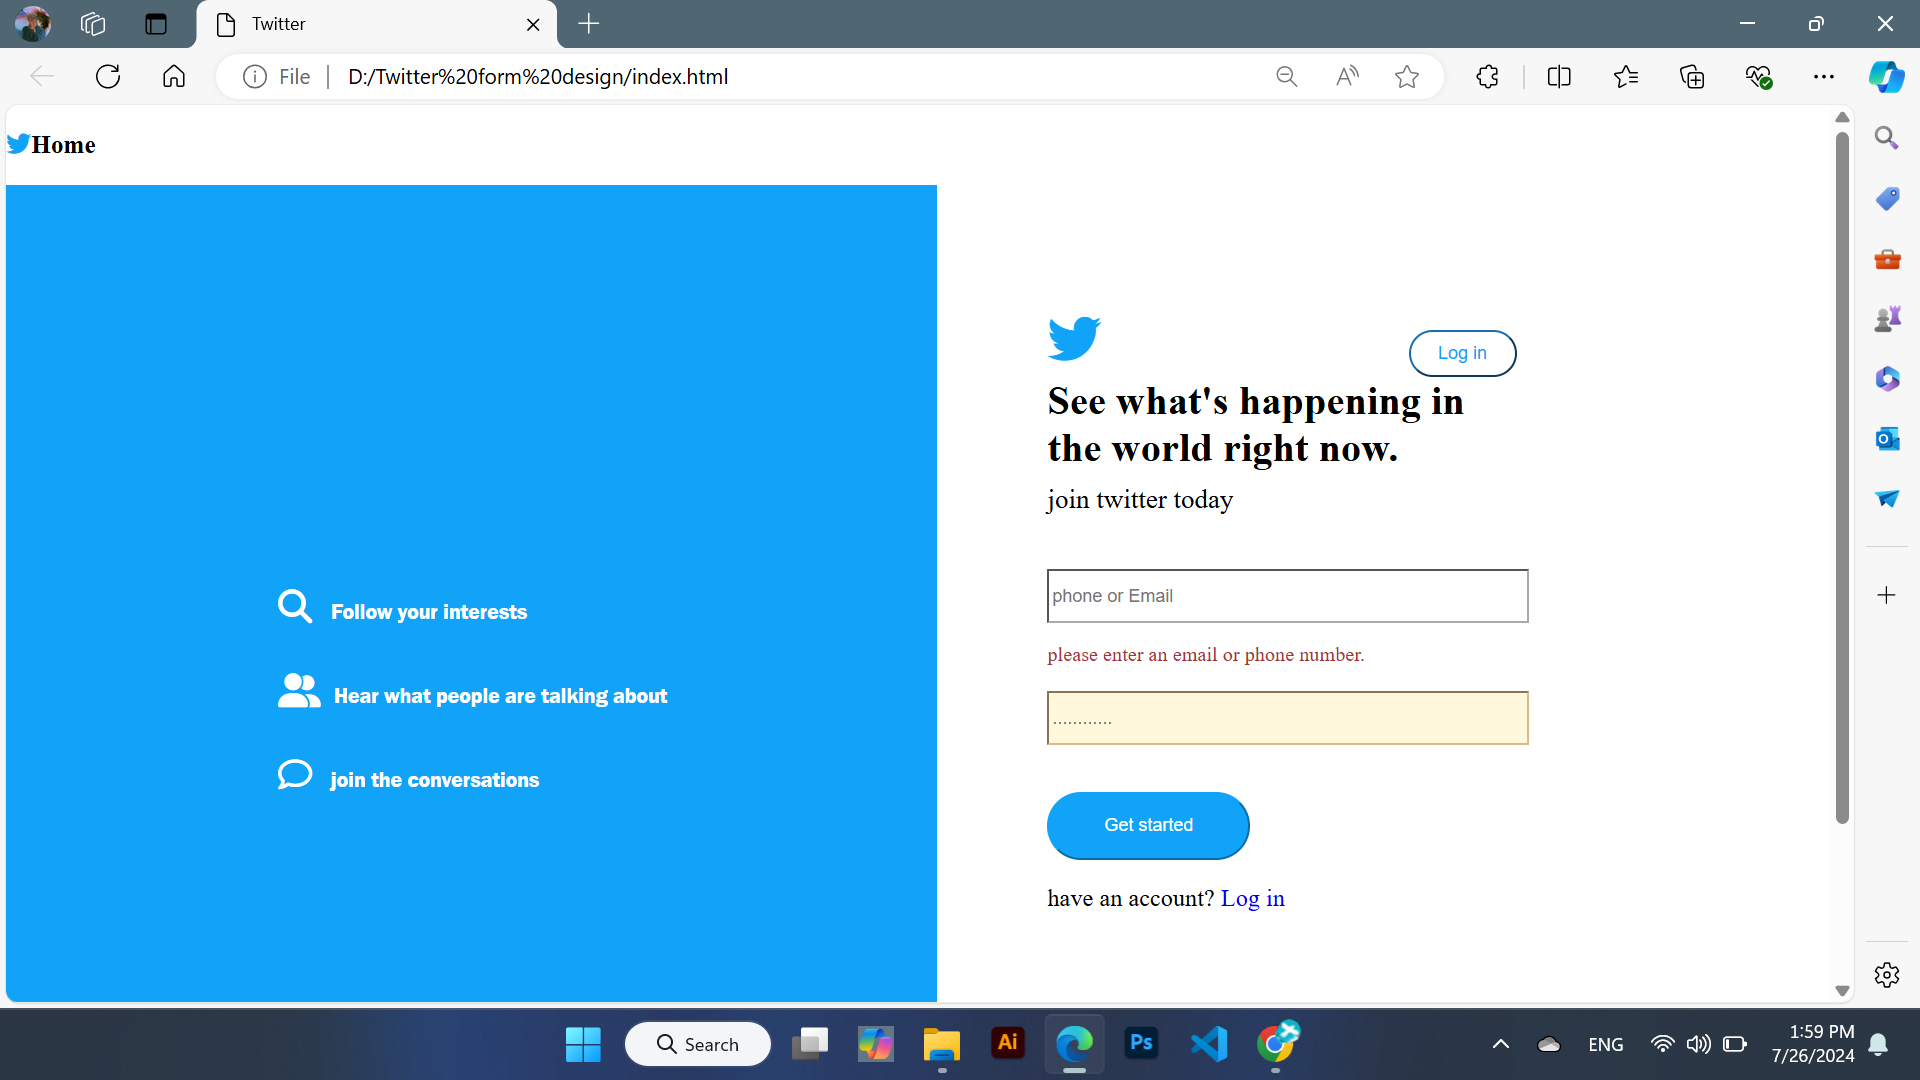 Twitter
File
D:/Twitter%20form%20design/index.html
Home
Log in
See what's happening in
the world right now.
join twitter today
phone or Email
please enter an email or phone number.
............
Get started
have an account? Log in
Follow your interests
Hear what people are talking about
join the conversations
Search
Ai
Ps
ENG
1:59 PM
7/26/2024